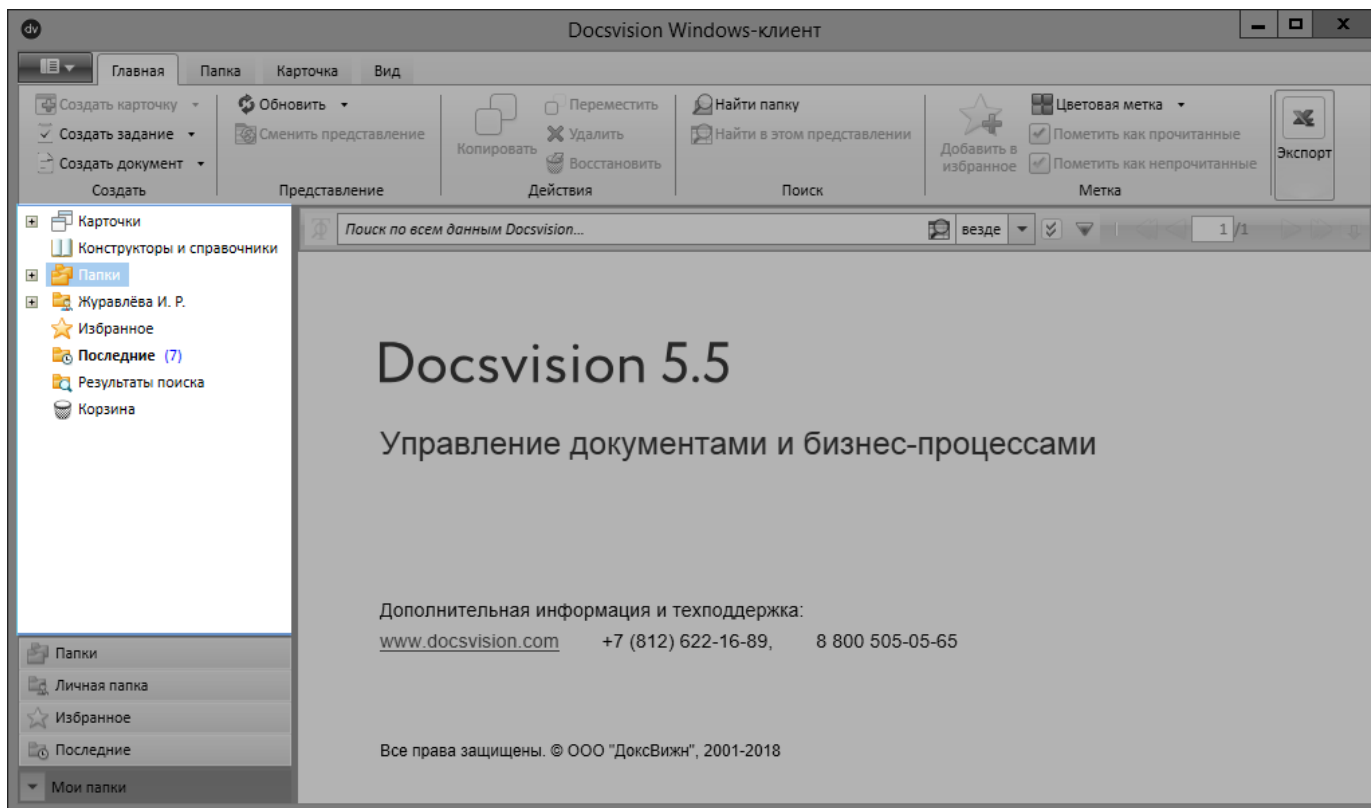 dv
Docsvision Windows-клиент
Главная Папка Карточка Вид
Создать карточку Обновить Переместить Найти папку Цветовая метка
Создать задание Сменить представление Копировать Удалить Найти в этом представлении Добавить в избранное Пометить как прочитанные Экспорт
Создать документ Восстановить Пометить как непрочитанные
Создать Представление Действия Поиск Метка
Карточки
Конструкторы и справочники
Папки
Журавлёва И. Р.
Избранное
Последние (7)
Результаты поиска
Корзина
Поиск по всем данным Docsvision... везде 1 /1
Docsvision 5.5
Управление документами и бизнес-процессами
Дополнительная информация и техподдержка:
www.docsvision.com +7 (812) 622-16-89, 8 800 505-05-65
Все права защищены. © ООО "ДоксВижн", 2001-2018
Папки
Личная папка
Избранное
Последние
Мои папки